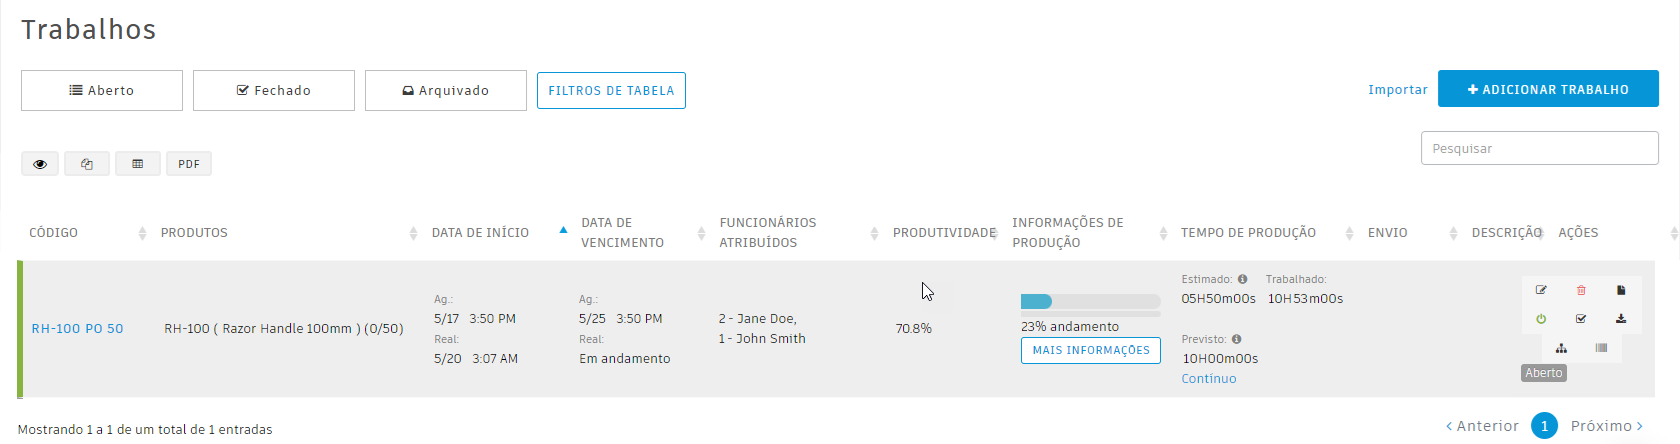 Trabalhos
Aberto
Fechado
Arquivado
FILTROS DE TABELA
Importar
ADICIONAR TRABALHO
Pesquisar
PDF
CÓDIGO
PRODUTOS
DATA DE INÍCIO
DATA DE
VENCIMENTO
FUNCIONÁRIOS
ATRIBUÍDOS
PRODUTIVIDADE
INFORMAÇÕES DE
PRODUÇÃO
TEMPO DE PRODUÇÃO
ENVIO
DESCRIÇÃO
AÇÕES
RH-100 PO 50
RH-100 ( Razor Handle 100mm ) (0/50)
Ag.:
5/17 3:50 PM
Real:
5/20 3:07 AM
Ag.:
5/25 3:50 PM
Real:
Em andamento
2 - Jane Doe,
1 - John Smith
70.8%
23% andamento
MAIS INFORMAÇÕES
Estimado:
05H50m00s
Trabalhado:
10H53m00s
Previsto:
10H00m00s
Contínuo
Aberto
Mostrando 1 a 1 de um total de 1 entradas
Anterior
1
Próximo